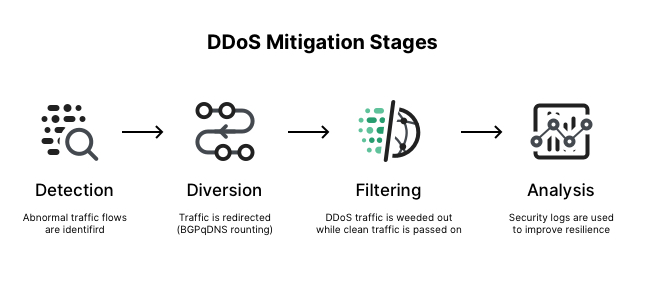 DDoS Mitigation Stages
Detection
Abnormal traffic flows
are identifird
Diversion
Traffic is redirected
(BGPqDNS rounting)
Filtering
DDoS traffic is weeded out
while clean traffic is passed on
Analysis
Security logs are used
to improve resilience